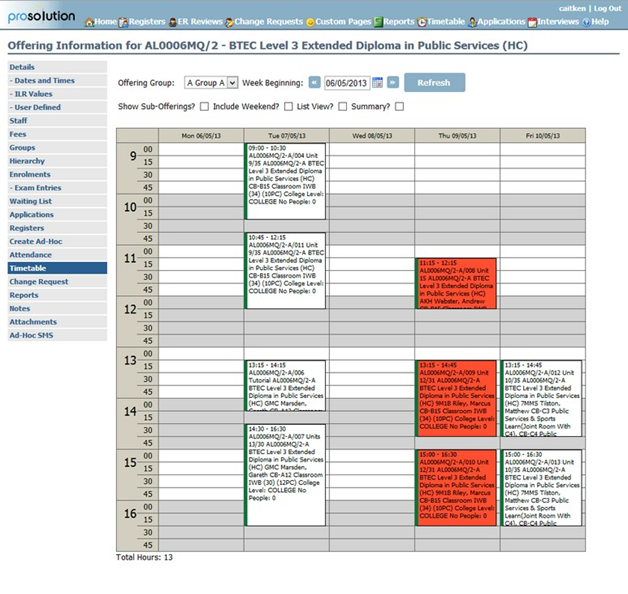 caitken | Log Out
prosolution
Home Registers ER Reviews Change Requests Custom Pages Reports Timetable Applications Interviews Help
Offering Information for AL0006MQ/2 - BTEC Level 3 Extended Diploma in Public Services (HC)
Details
- Dates and Times
- ILR Values
- User Defined
Staff
Fees
Groups
Hierarchy
Enrolments
- Exam Entries
Waiting List
Applications
Registers
Create Ad-Hoc
Attendance
Timetable
Change Request
Reports
Notes
Attachments
Ad-Hoc SMS
Offering Group: A Group A Week Beginning: 06/05/2013 Refresh
Show Sub-Offerings? Include Weekend? List View? Summary?
Mon 06/05/13 Tue 07/05/13 Wed 08/05/13 Thu 09/05/13 Fri 10/05/13
9 00
15
30
45
10 00
15
30
45
11 00
15
30
45
12 00
15
30
45
13 00
15
30
45
14 00
15
30
45
15 00
15
30
45
16 00
15
30
45
09:00 - 10:30
AL0006MQ/2-A/004 Unit
9/35 AL0006MQ/2-A BTEC
Level 3 Extended Diploma
in Public Services (HC)
CB-B15 Classroom IWB
(34) (10PC) College Level:
COLLEGE No People: 0
10:45 - 12:15
AL0006MQ/2-A/011 Unit
9/35 AL0006MQ/2-A BTEC
Level 3 Extended Diploma
in Public Services (HC)
CB-B15 Classroom IWB
(34) (10PC) College Level:
COLLEGE No People: 0
13:15 - 14:15
AL0006MQ/2-A/006
Tutorial AL0006MQ/2-A
BTEC Level 3 Extended
Diploma in Public Services
(HC) GMC Marsden,
Gareth CB-A12 Classroom
14:30 - 16:30
AL0006MQ/2-A/007 Units
13/30 AL0006MQ/2-A
BTEC Level 3 Extended
Diploma in Public Services
(HC) GMC Marsden,
Gareth CB-A12 Classroom
IWB (30) (12PC) College
Level: COLLEGE No
People: 0
11:15 - 12:15
AL0006MQ/2-A/008 Unit
15 AL0006MQ/2-A BTEC
Level 3 Extended Diploma
in Public Services (HC)
AKH Webster, Andrew
13:15 - 14:45
AL0006MQ/2-A/009 Unit
12/31 AL0006MQ/2-A
BTEC Level 3 Extended
Diploma in Public Services
(HC) 9M1B Riley, Marcus
CB-B15 Classroom IWB
(34) (10PC) College Level:
COLLEGE No People: 0
15:00 - 16:30
AL0006MQ/2-A/010 Unit
12/31 AL0006MQ/2-A
BTEC Level 3 Extended
Diploma in Public Services
(HC) 9M1B Riley, Marcus
CB-B15 Classroom IWB
(34) (10PC) College Level:
COLLEGE No People: 0
13:15 - 14:45
AL0006MQ/2-A/012 Unit
10/35 AL0006MQ/2-A
BTEC Level 3 Extended
Diploma in Public Services
(HC) 7MMS Tilston,
Matthew CB-C3 Public
Services & Sports
Learn(Joint Room With
C4), CB-C4 Public
15:00 - 16:30
AL0006MQ/2-A/013 Unit
10/35 AL0006MQ/2-A
BTEC Level 3 Extended
Diploma in Public Services
(HC) 7MMS Tilston,
Matthew CB-C3 Public
Services & Sports
Learn(Joint Room With
C4), CB-C4 Public
Total Hours: 13